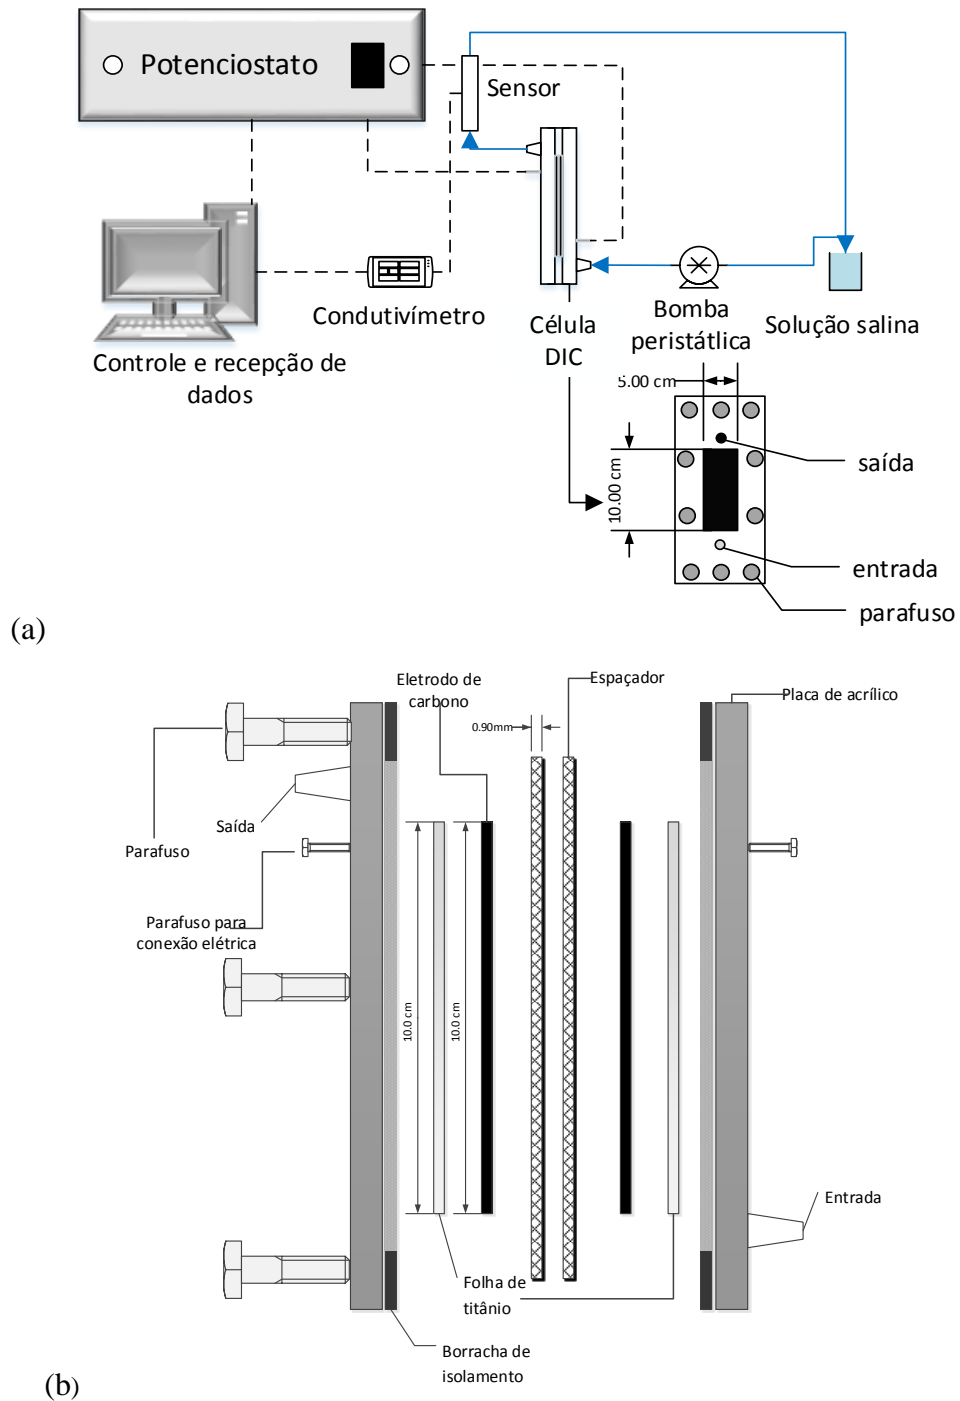 Potenciostato
Sensor
Condutivímetro
Controle e recepção de
dados
Célula
DIC
Bomba
peristátlica
Solução salina
5.00 cm
10.00 cm
saída
entrada
parafuso
(a)
Eletrodo de
carbono
Espaçador
Placa de acrílico
0.90mm
Saída
Parafuso
Parafuso para
conexão elétrica
10.0 cm
10.0 cm
Entrada
Folha de
titânio
Borracha de
isolamento
(b)